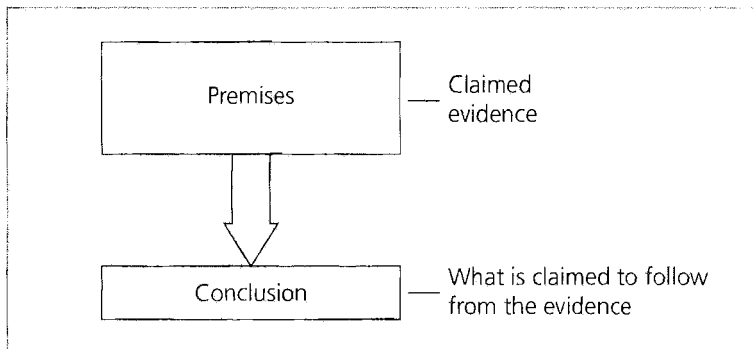 Premises
Claimed
evidence
Conclusion
What is claimed to follow
from the evidence